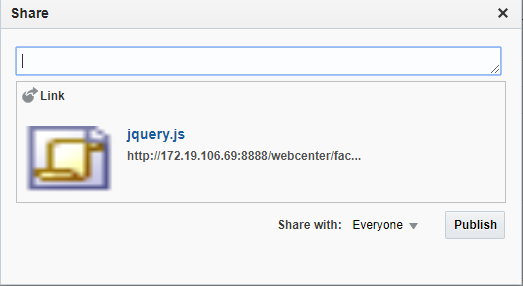 Share
Link
jquery.js
http://172.19.106.69:8888/webcenter/fac...
Share with: Everyone Publish